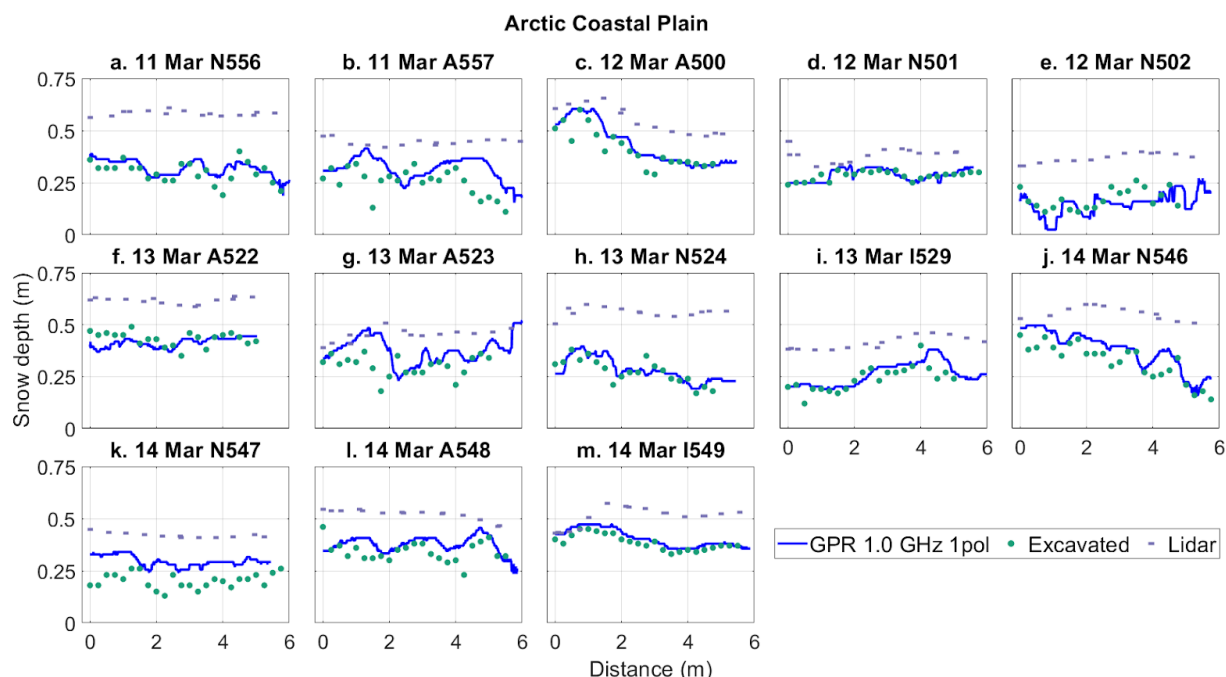 Arctic Coastal Plain
a. 11 Mar N556
b. 11 Mar A557
c. 12 Mar A500
d. 12 Mar N501
e. 12 Mar N502
0.75
0.5
0.25
0
f. 13 Mar A522
g. 13 Mar A523
h. 13 Mar N524
i. 13 Mar I529
j. 14 Mar N546
Snow depth (m)
0.75
0.5
0.25
0
0 2 4 6
0 2 4 6
k. 14 Mar N547
l. 14 Mar A548
m. 14 Mar I549
0.75
0.5
0.25
0
0 2 4 6
0 2 4 6
0 2 4 6
GPR 1.0 GHz 1pol
Excavated
Lidar
Distance (m)